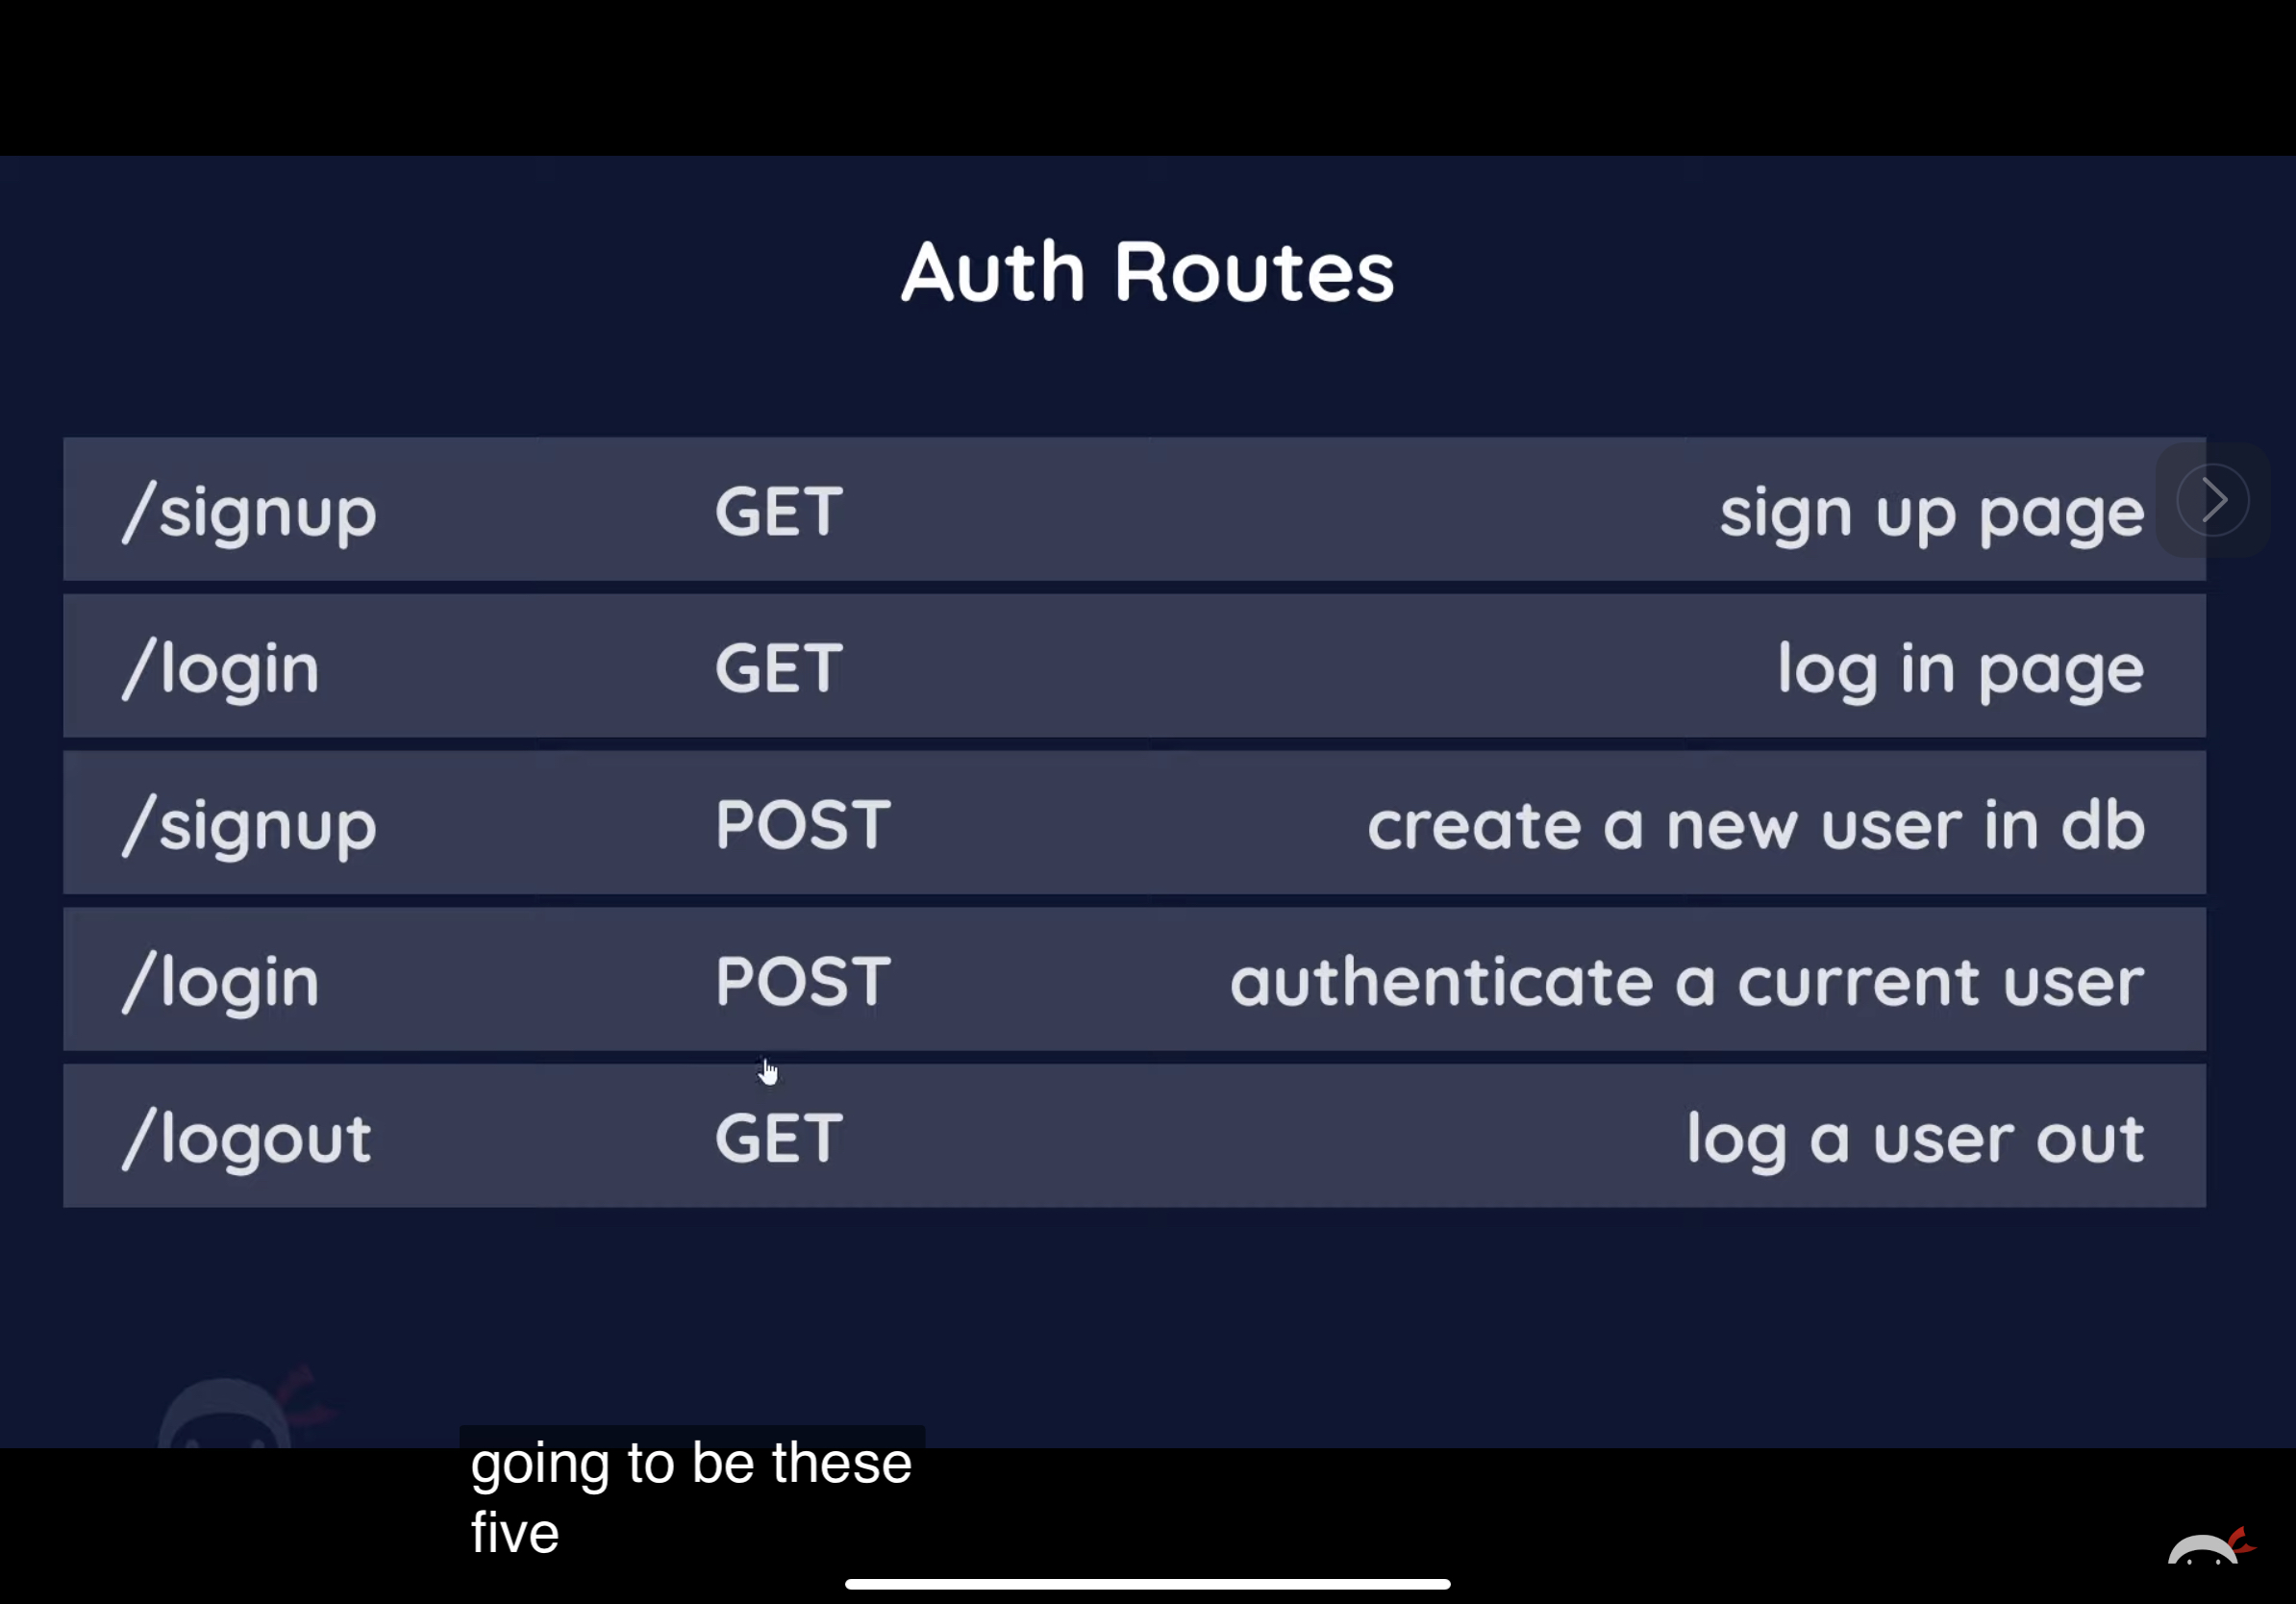 Auth Routes
/signup GET sign up page
/login GET log in page
/signup POST create a new user in db
/login POST authenticate a current user
/logout GET log a user out
going to be these
five